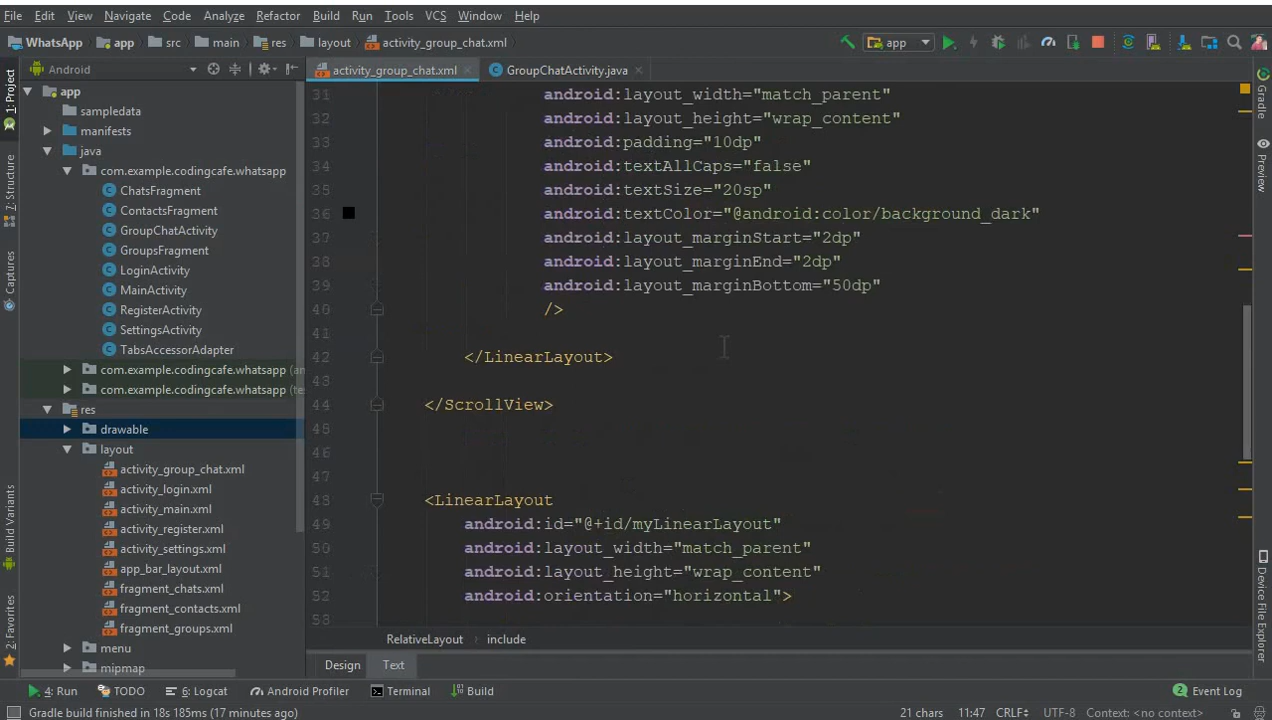 File Edit View Navigate Code Analyze Refactor Build Run Tools VCS Window Help
WhatsApp app src main res layout activity_group_chat.xml app
Android activity_group_chat.xml GroupChatActivity.java
1: Project
7: Structure
Captures
Build Variants
2: Favorites
app
sampledata
manifests
java
com.example.codingcafe.whatsapp
ChatsFragment
ContactsFragment
GroupChatActivity
GroupsFragment
LoginActivity
MainActivity
RegisterActivity
SettingsActivity
TabsAccessorAdapter
com.example.codingcafe.whatsapp (an
com.example.codingcafe.whatsapp (te
res
drawable
layout
activity_group_chat.xml
activity_login.xml
activity_main.xml
activity_register.xml
activity_settings.xml
app_bar_layout.xml
fragment_chats.xml
fragment_contacts.xml
fragment_groups.xml
menu
mipmap
31 android:layout_width="match_parent"
32 android:layout_height="wrap_content"
33 android:padding="10dp"
34 android:textAllCaps="false"
35 android:textSize="20sp"
36 android:textColor="@android:color/background_dark"
37 android:layout_marginStart="2dp"
38 android:layout_marginEnd="2dp"
39 android:layout_marginBottom="50dp"
40 />
41
42 </LinearLayout>
43
44 </ScrollView>
45
46
47
48 <LinearLayout
49 android:id="@+id/myLinearLayout"
50 android:layout_width="match_parent"
51 android:layout_height="wrap_content"
52 android:orientation="horizontal">
53
RelativeLayout include
Design Text
Gradle
Preview
Device File Explorer
4: Run TODO 6: Logcat Android Profiler Terminal Build 2 Event Log
Gradle build finished in 18s 185ms (17 minutes ago) 21 chars 11:47 CRLF UTF-8 Context: <no context>